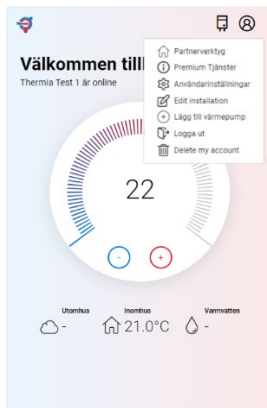 Välkommen till
Thermia Test 1 är online
Partnerverktyg
Premium Tjänster
Användarinställningar
Edit installation
Lägg till värmepump
Logga ut
Delete my account
22
- +
Utomhus Inomhus Varmvatten
- 21.0°C -